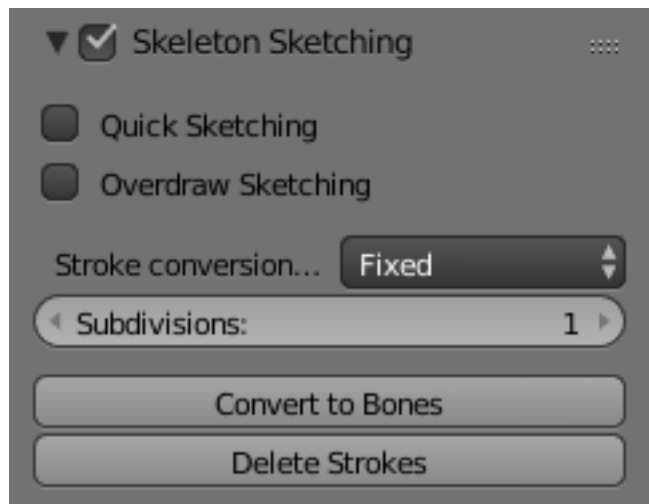 Skeleton Sketching
Quick Sketching
Overdraw Sketching
Stroke conversion... Fixed
Subdivisions: 1
Convert to Bones
Delete Strokes